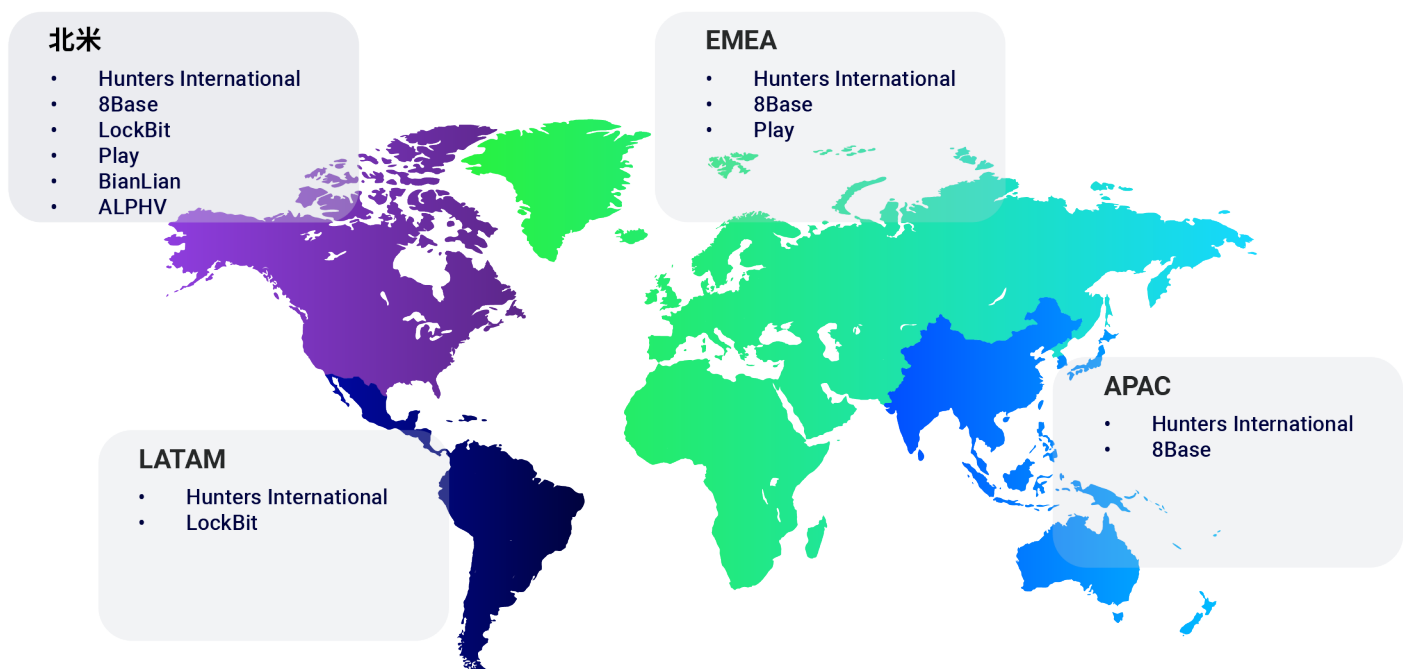 北米
• Hunters International
• 8Base
• LockBit
• Play
• BianLian
• ALPHV
EMEA
• Hunters International
• 8Base
• Play
LATAM
• Hunters International
• LockBit
APAC
• Hunters International
• 8Base